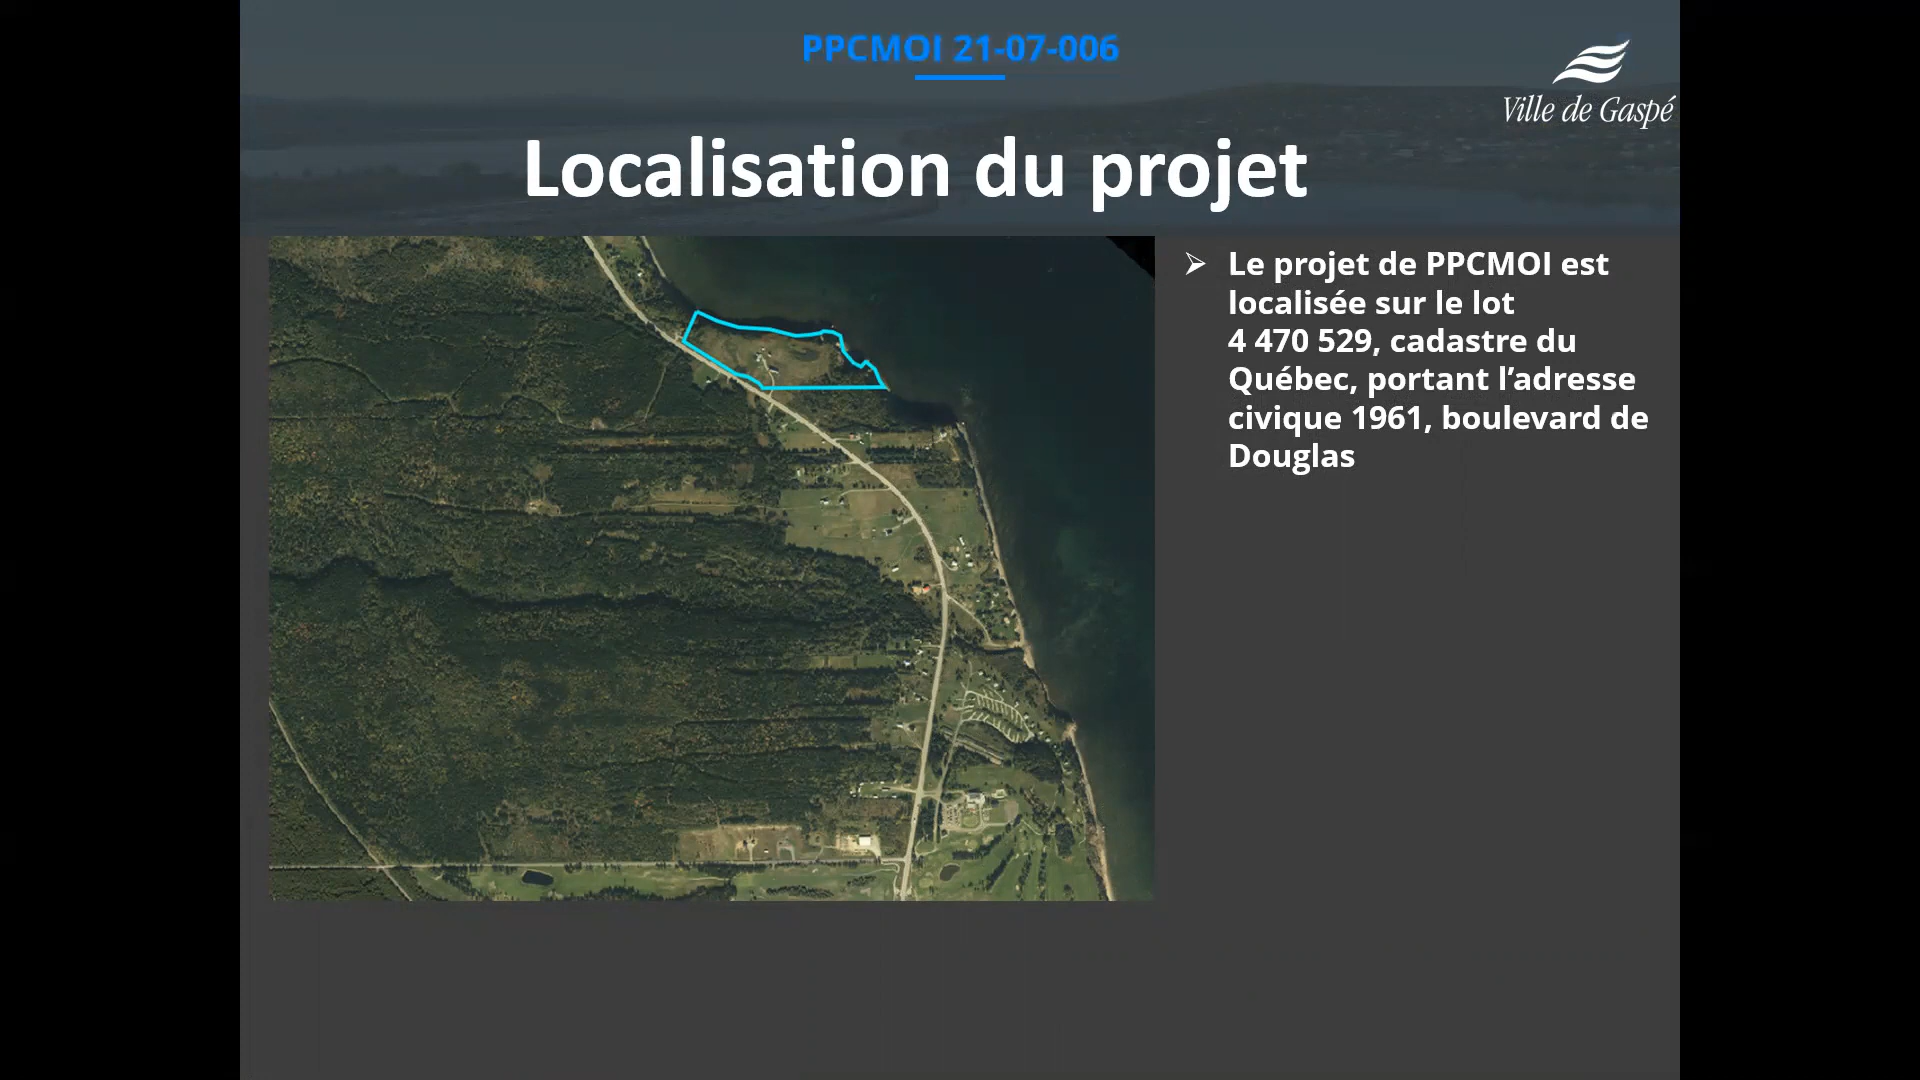 PPCMOI 21-07-006
Ville de Gaspé
Localisation du projet
➢ Le projet de PPCMOI est
localisée sur le lot
4 470 529, cadastre du
Québec, portant l’adresse
civique 1961, boulevard de
Douglas